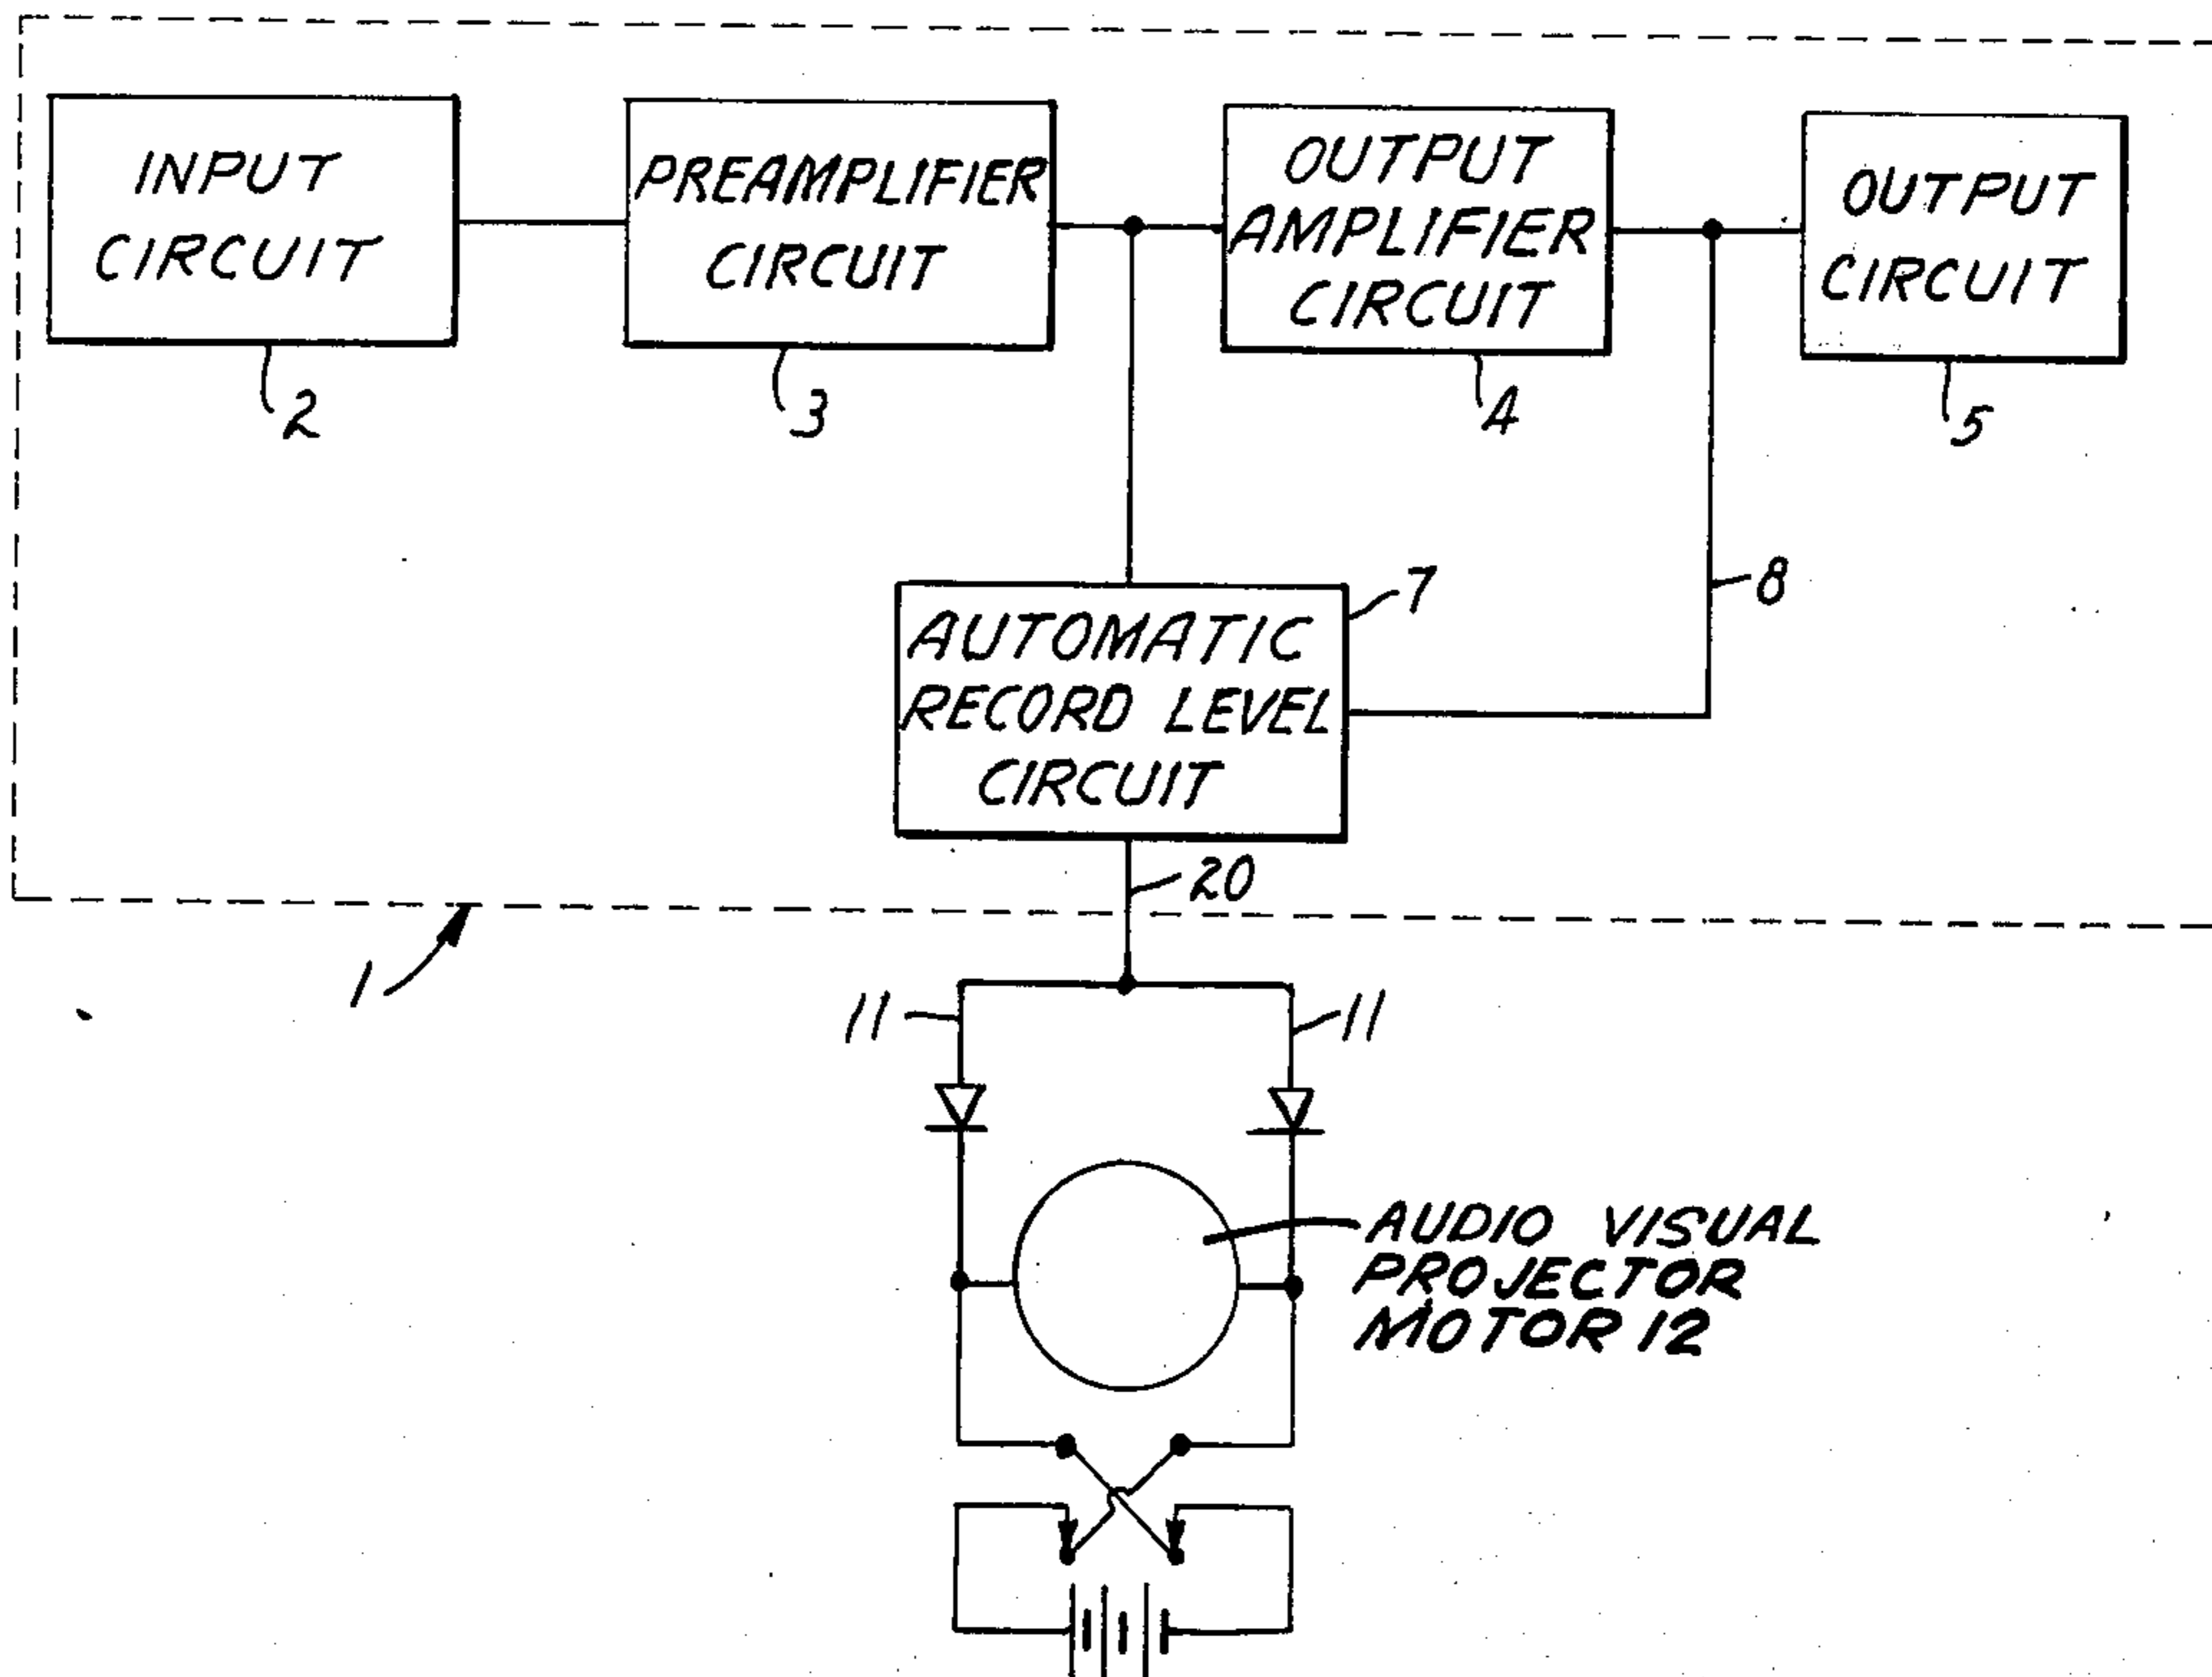 INPUT
CIRCUIT
2
PREAMPLIFIER
CIRCUIT
3
OUTPUT
AMPLIFIER
CIRCUIT
4
OUTPUT
CIRCUIT
5
AUTOMATIC
RECORD LEVEL
CIRCUIT
7
8
20
1
11
11
AUDIO VISUAL
PROJECTOR
MOTOR 12